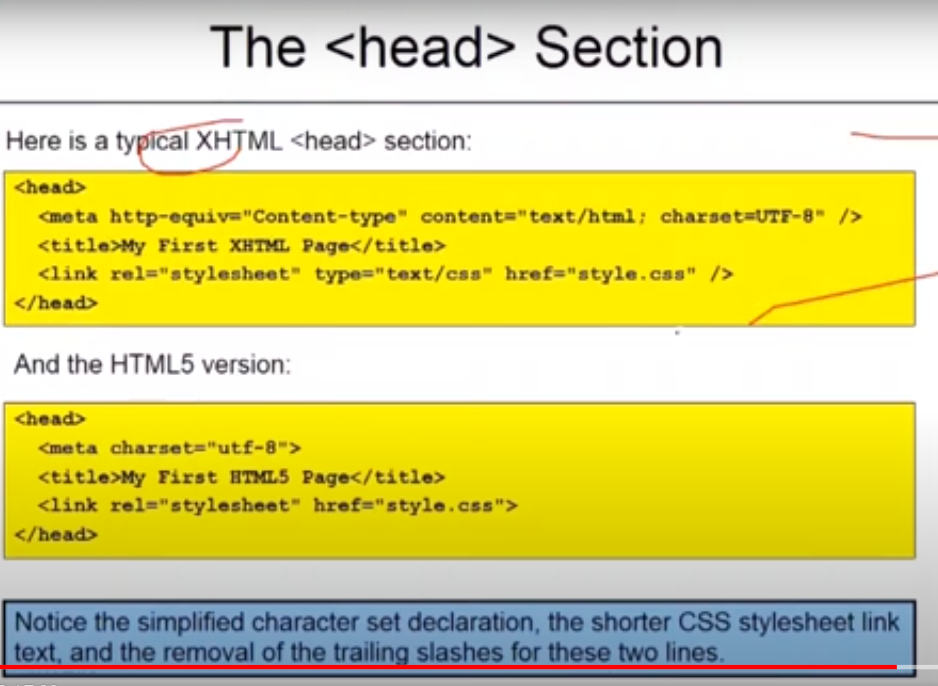 The <head> Section
Here is a typical XHTML <head> section:
<head>
<meta http-equiv="Content-type" content="text/html; charset=UTF-8" />
<title>My First XHTML Page</title>
<link rel="stylesheet" type="text/css" href="style.css" />
</head>
And the HTML5 version:
<head>
<meta charset="utf-8">
<title>My First HTML5 Page</title>
<link rel="stylesheet" href="style.css">
</head>
Notice the simplified character set declaration, the shorter CSS stylesheet link
text, and the removal of the trailing slashes for these two lines.